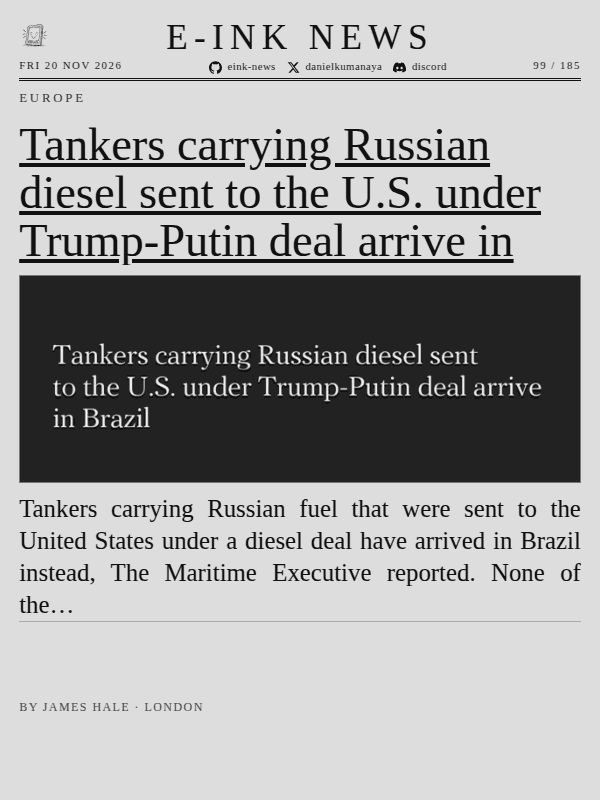 E-INK NEWS
FRI 20 NOV 2026
eink-news
danielkumanaya
discord
99 / 185
EUROPE
Tankers carrying Russian
diesel sent to the U.S. under
Trump-Putin deal arrive in
Tankers carrying Russian diesel sent
to the U.S. under Trump-Putin deal arrive
in Brazil
Tankers carrying Russian fuel that were sent to the
United States under a diesel deal have arrived in Brazil
instead, The Maritime Executive reported. None of
the…
BY JAMES HALE · LONDON